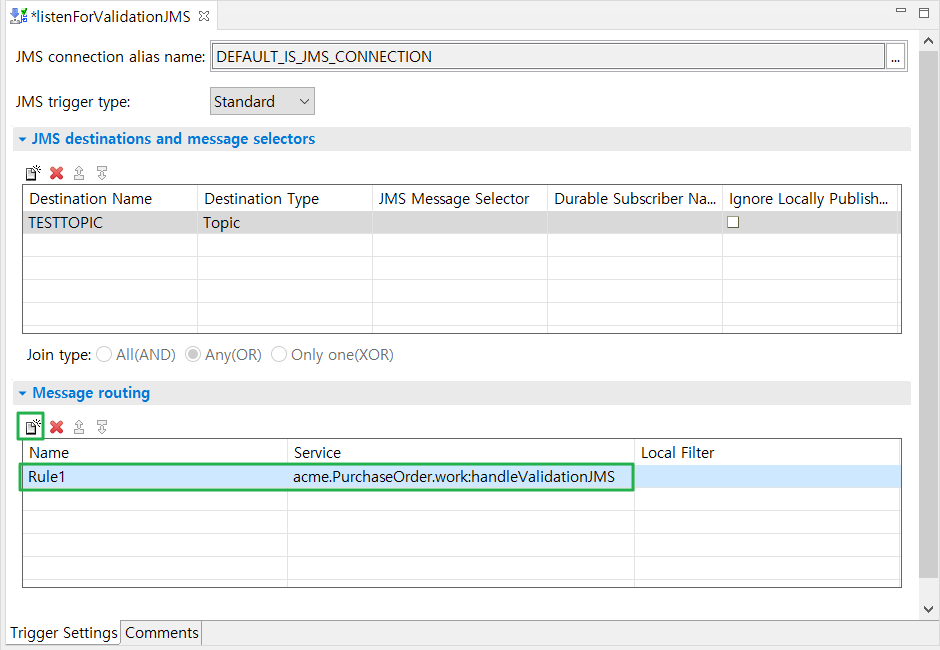 *listenForValidationJMS
JMS connection alias name: DEFAULT_IS_JMS_CONNECTION ...
JMS trigger type: Standard
JMS destinations and message selectors
Destination Name Destination Type JMS Message Selector Durable Subscriber Na... Ignore Locally Publish...
TESTTOPIC Topic
Join type: All(AND) Any(OR) Only one(XOR)
Message routing
Name Service Local Filter
Rule1 acme.PurchaseOrder.work:handleValidationJMS
Trigger Settings Comments